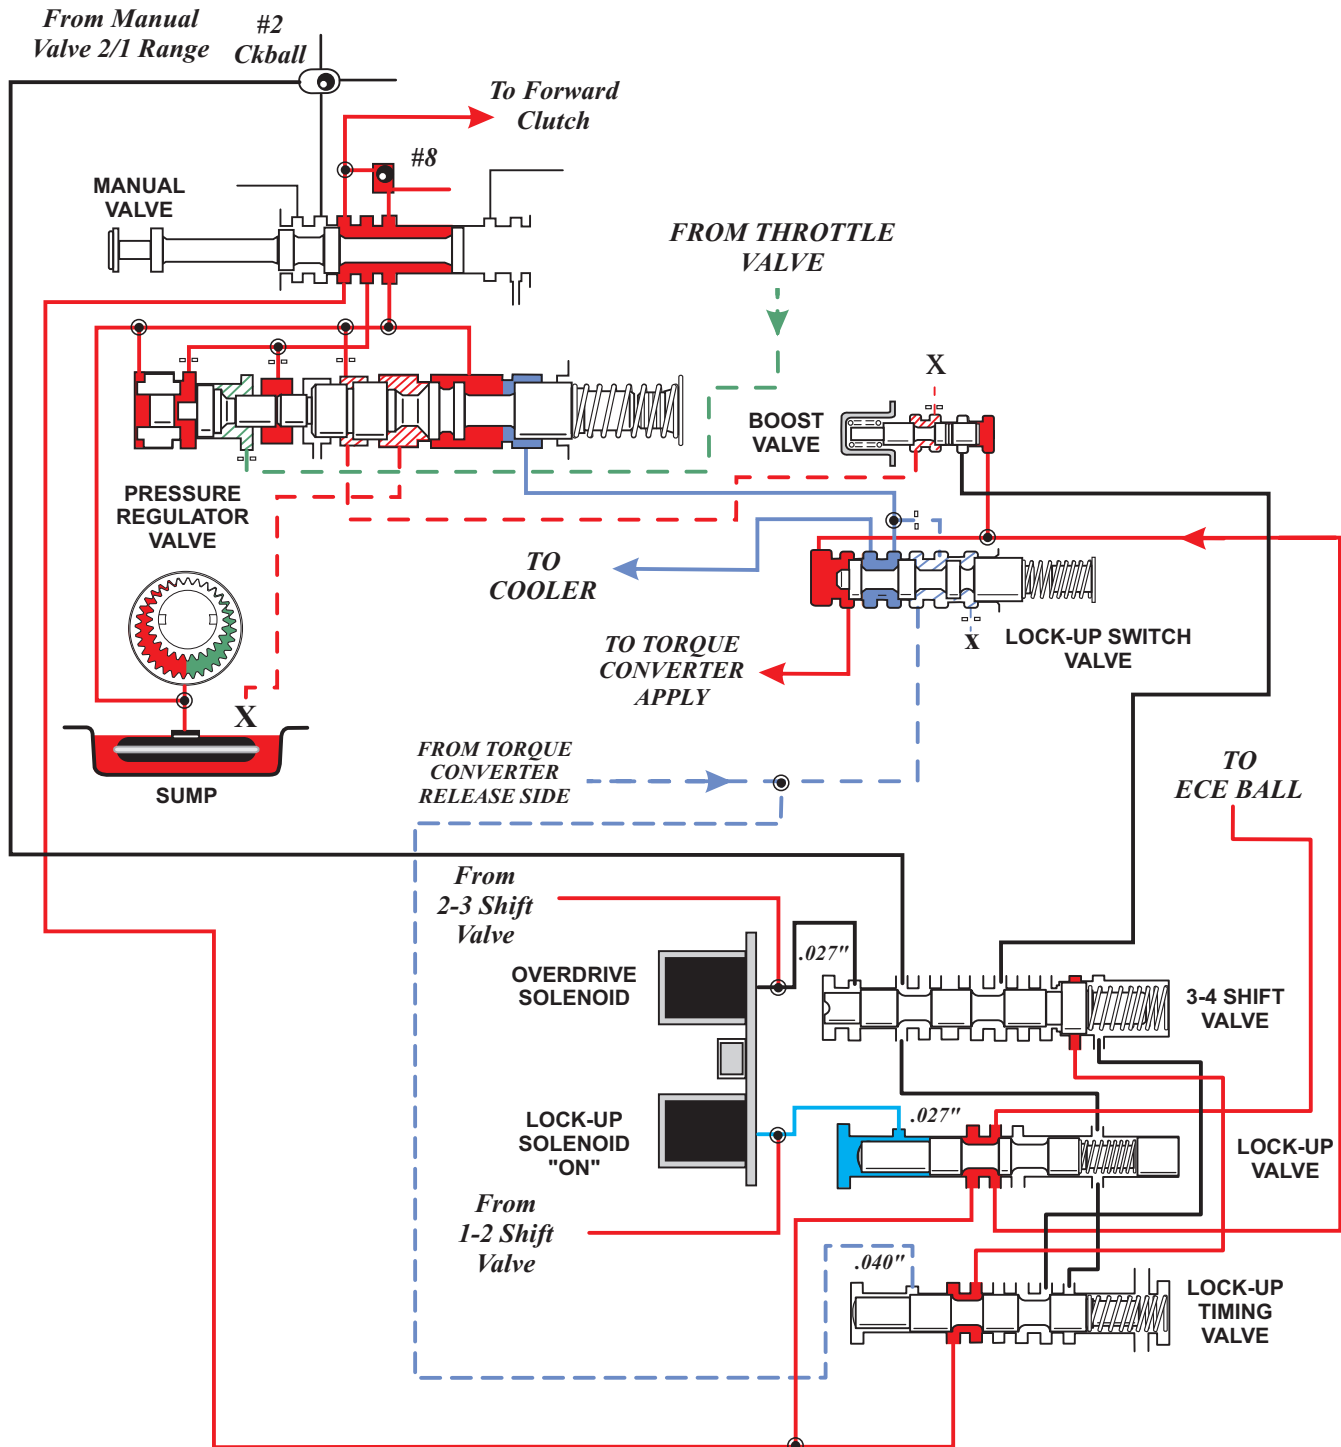 From Manual
Valve 2/1 Range
#2
Ckball
To Forward
Clutch
#8
MANUAL
VALVE
FROM THROTTLE
VALVE
X
BOOST
VALVE
PRESSURE
REGULATOR
VALVE
TO
COOLER
x
LOCK-UP SWITCH
VALVE
TO TORQUE
CONVERTER
APPLY
X
SUMP
FROM TORQUE
CONVERTER
RELEASE SIDE
TO
ECE BALL
From
2-3 Shift
Valve
.027"
OVERDRIVE
SOLENOID
3-4 SHIFT
VALVE
LOCK-UP
SOLENOID
"ON"
.027"
LOCK-UP
VALVE
From
1-2 Shift
Valve
.040"
LOCK-UP
TIMING
VALVE